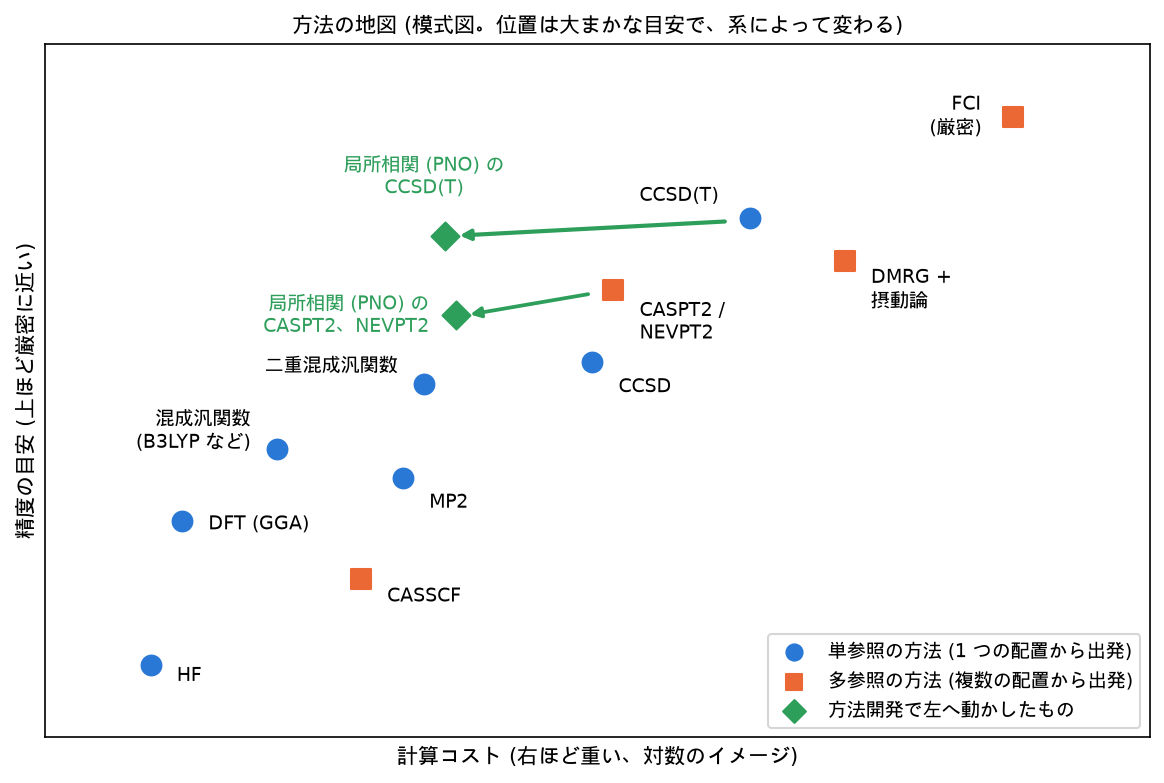 方法の地図 (模式図。位置は大まかな目安で、系によって変わる)
精度の目安 (上ほど厳密に近い)
FCI
(厳密)
局所相関 (PNO) の
CCSD(T)
CCSD(T)
DMRG +
摂動論
局所相関 (PNO) の
CASPT2、NEVPT2
CASPT2 /
NEVPT2
二重混成汎関数
CCSD
混成汎関数
(B3LYP など)
MP2
DFT (GGA)
CASSCF
HF
単参照の方法 (1 つの配置から出発)
多参照の方法 (複数の配置から出発)
方法開発で左へ動かしたもの
計算コスト (右ほど重い、対数のイメージ)